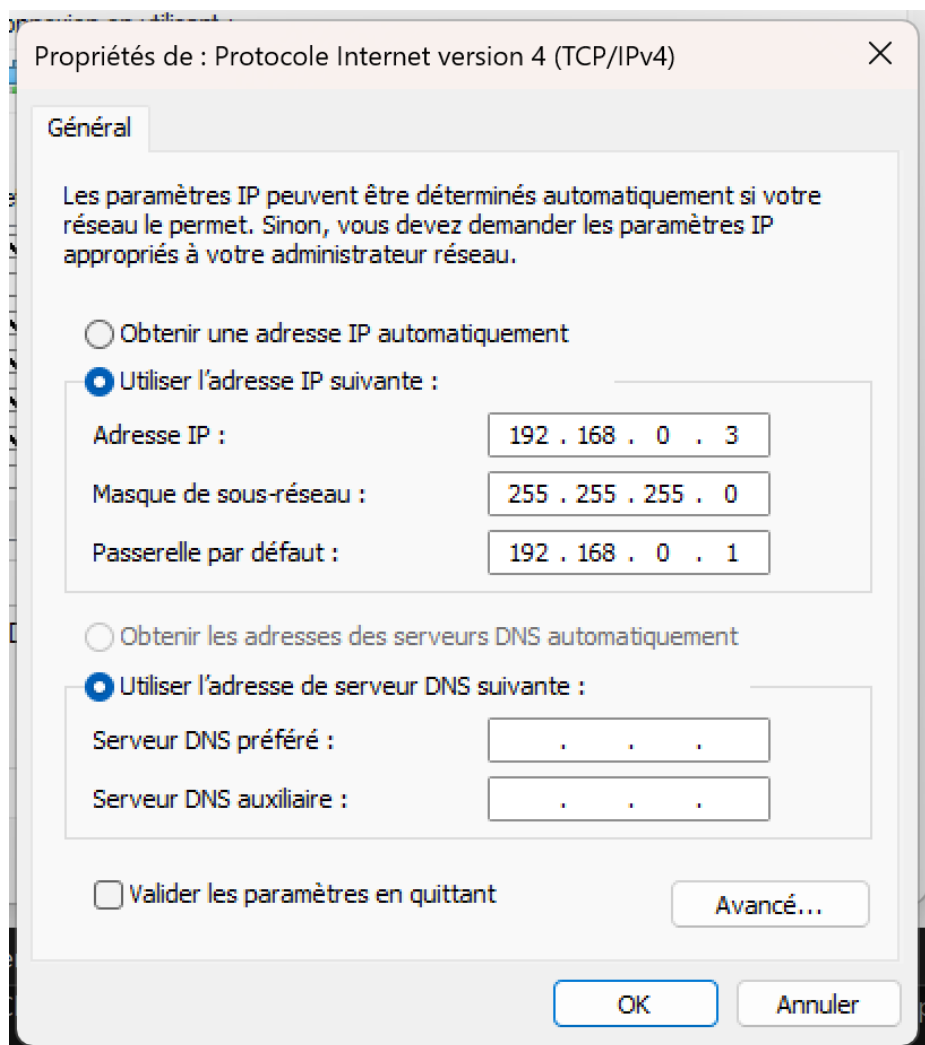 Propriétés de : Protocole Internet version 4 (TCP/IPv4)
Général
Les paramètres IP peuvent être déterminés automatiquement si votre
réseau le permet. Sinon, vous devez demander les paramètres IP
appropriés à votre administrateur réseau.
Obtenir une adresse IP automatiquement
Utiliser l'adresse IP suivante :
Adresse IP : 192 . 168 . 0 . 3
Masque de sous-réseau : 255 . 255 . 255 . 0
Passerelle par défaut : 192 . 168 . 0 . 1
Obtenir les adresses des serveurs DNS automatiquement
Utiliser l'adresse de serveur DNS suivante :
Serveur DNS préféré : . . .
Serveur DNS auxiliaire : . . .
Valider les paramètres en quittant
Avancé...
OK Annuler